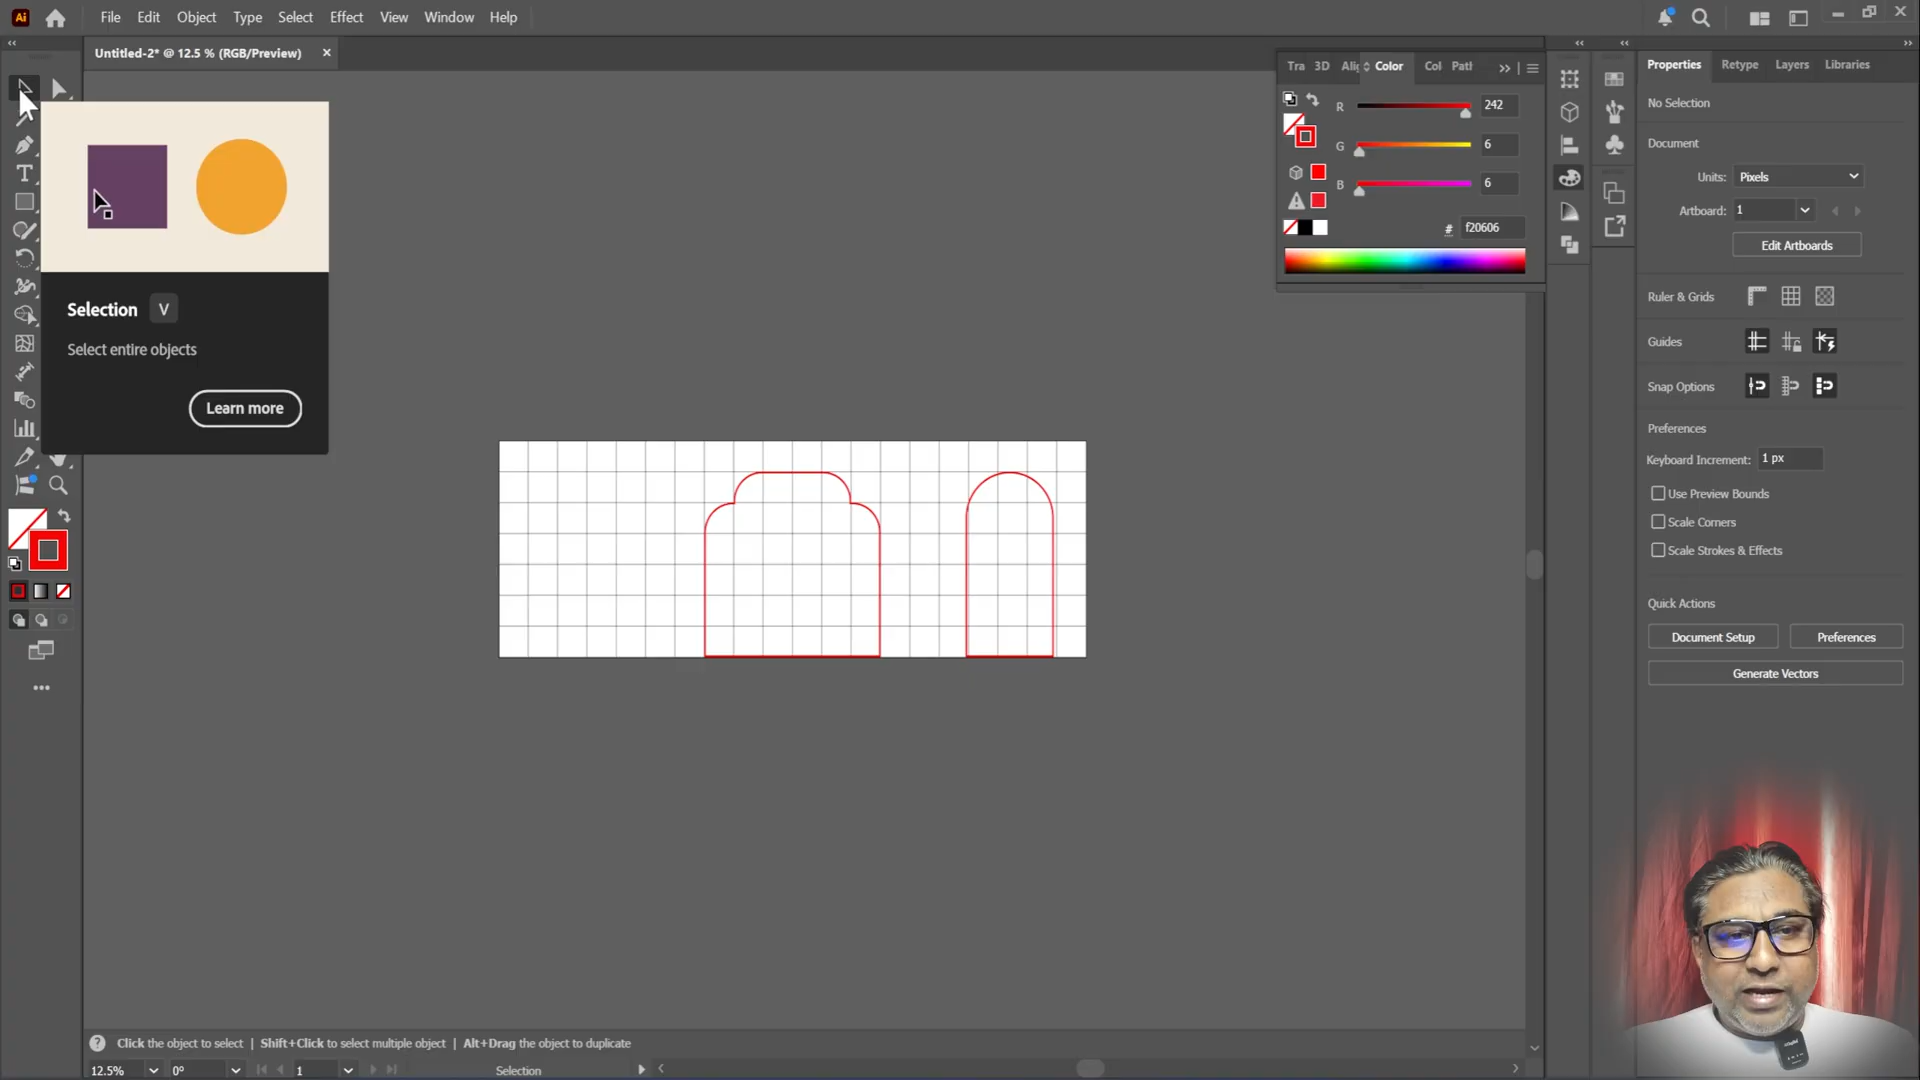 Ai File Edit Object Type Select Effect View Window Help
Untitled-2* @ 12.5 % (RGB/Preview)
Tra 3D Alig Color Col Path
R 242
G 6
B 6
# f20606
Selection V
Select entire objects
Learn more
Properties Retype Layers Libraries
No Selection
Document
Units: Pixels
Artboard: 1
Edit Artboards
Ruler & Grids
Guides
Snap Options
Preferences
Keyboard Increment: 1 px
Use Preview Bounds
Scale Corners
Scale Strokes & Effects
Quick Actions
Document Setup Preferences
Generate Vectors
Click the object to select | Shift+Click to select multiple object | Alt+Drag the object to duplicate
12.5% 0° 1 Selection